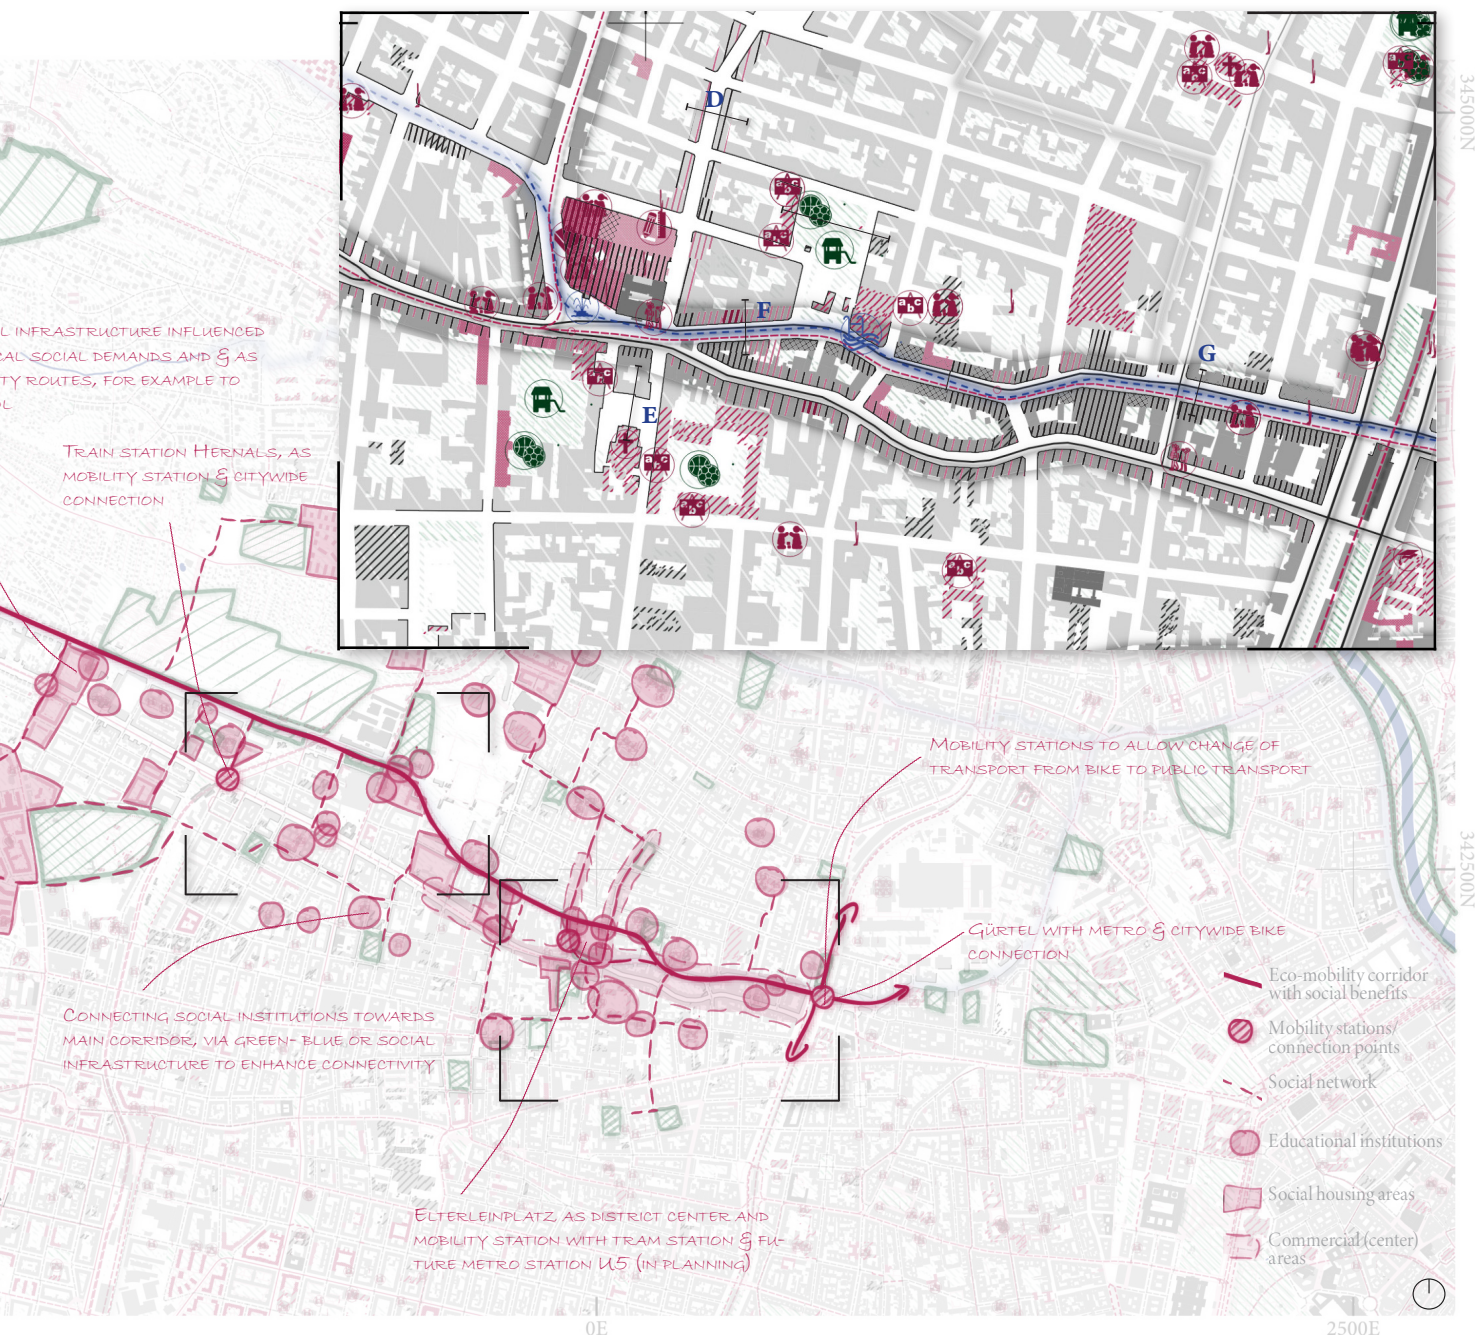 D
F
G
E
345000N
L INFRASTRUCTURE INFLUENCED
CAL SOCIAL DEMANDS AND & AS
TY ROUTES, FOR EXAMPLE TO
OL
TRAIN STATION HERNALS, AS
MOBILITY STATION & CITYWIDE
CONNECTION
MOBILITY STATIONS TO ALLOW CHANGE OF
TRANSPORT FROM BIKE TO PUBLIC TRANSPORT
342500N
GÜRTEL WITH METRO & CITYWIDE BIKE
CONNECTION
CONNECTING SOCIAL INSTITUTIONS TOWARDS
MAIN CORRIDOR, VIA GREEN- BLUE OR SOCIAL
INFRASTRUCTURE TO ENHANCE CONNECTIVITY
ELTERLEINPLATZ AS DISTRICT CENTER AND
MOBILITY STATION WITH TRAM STATION & FU-
TURE METRO STATION U5 (IN PLANNING)
Eco-mobility corridor
with social benefits
Mobility stations/
connection points
Social network
Educational institutions
Social housing areas
Commercial (center)
areas
0E
2500E